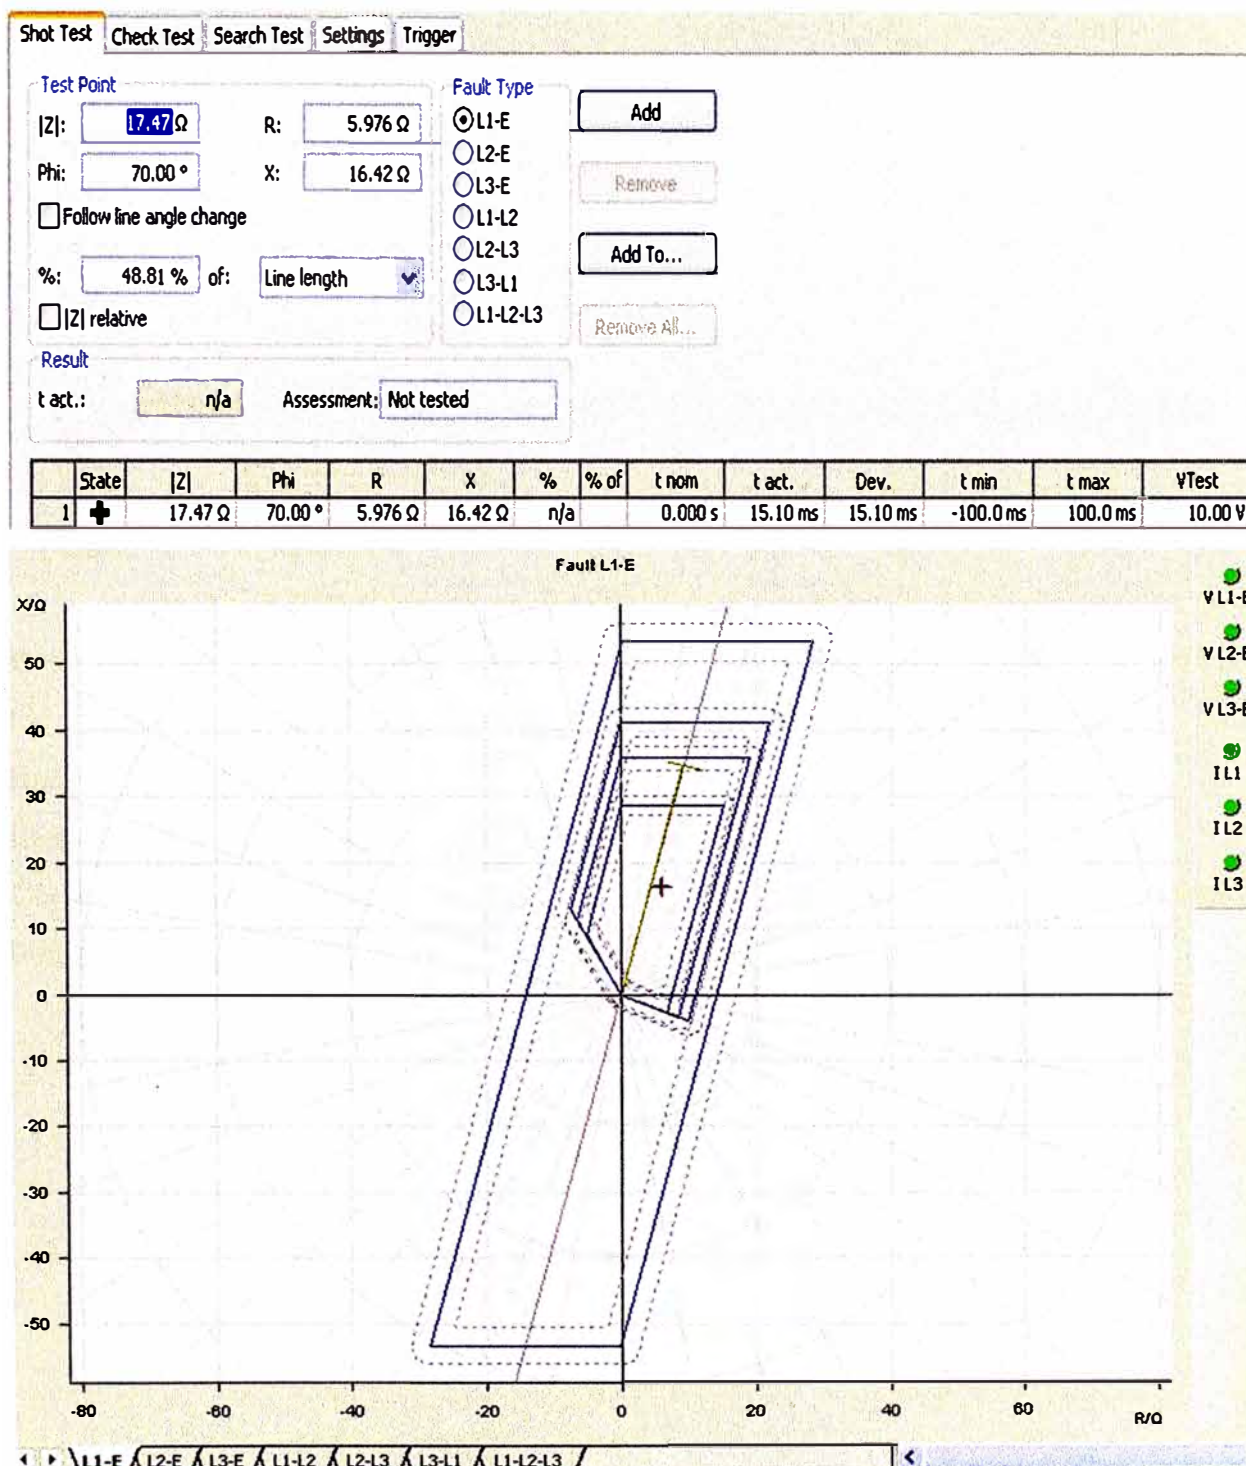 Shot Test Check Test Search Test Settings Trigger
Test Point
|Z|: 17.47 Ω R: 5.976 Ω
Phi: 70.00 ° X: 16.42 Ω
Follow line angle change
%: 48.81 % of: Line length
|Z| relative
Fault Type
L1-E
L2-E
L3-E
L1-L2
L2-L3
L3-L1
L1-L2-L3
Add
Remove
Add To...
Remove All...
Result
t act.: n/a Assessment: Not tested
State |Z| Phi R X % % of t nom t act. Dev. t min t max VTest
1 17.47 Ω 70.00 ° 5.976 Ω 16.42 Ω n/a 0.000 s 15.10 ms 15.10 ms -100.0 ms 100.0 ms 10.00 V
Fault L1-E
X/Ω
50
40
30
20
10
0
-10
-20
-30
-40
-50
-80 -60 -40 -20 0 20 40 60
R/Ω
V L1-E
V L2-E
V L3-E
I L1
I L2
I L3
L1-E L2-E L3-E L1-L2 L2-L3 L3-L1 L1-L2-L3